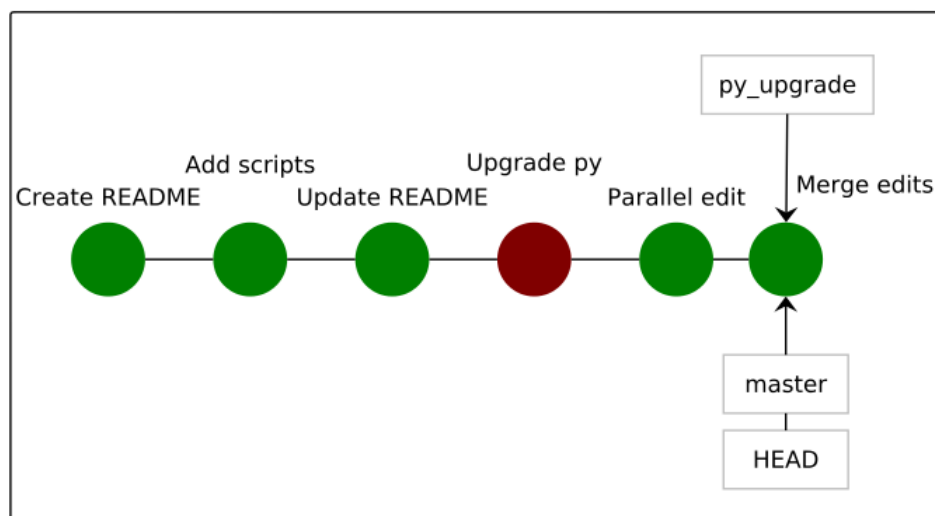 py_upgrade
Add scripts
Upgrade py
Create README
Update README
Parallel edit
Merge edits
master
HEAD